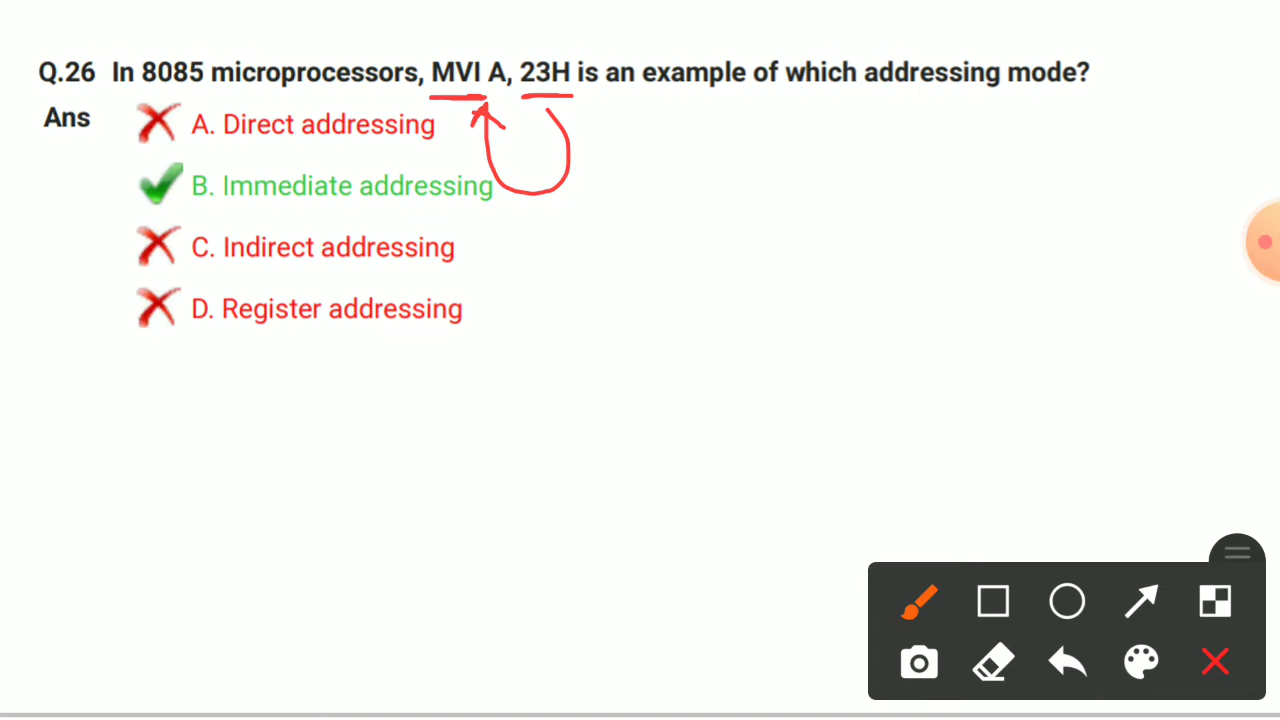 Q.26 In 8085 microprocessors, MVI A, 23H is an example of which addressing mode?
Ans A. Direct addressing
B. Immediate addressing
C. Indirect addressing
D. Register addressing